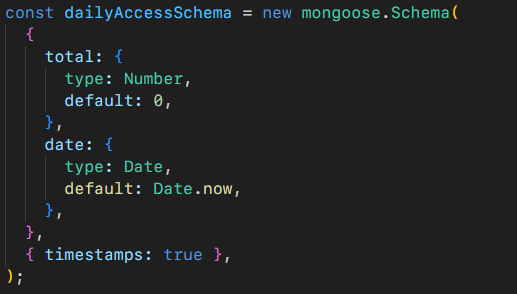 const dailyAccessSchema = new mongoose.Schema(
  {
    total: {
      type: Number,
      default: 0,
    },
    date: {
      type: Date,
      default: Date.now,
    },
  },
  { timestamps: true },
);